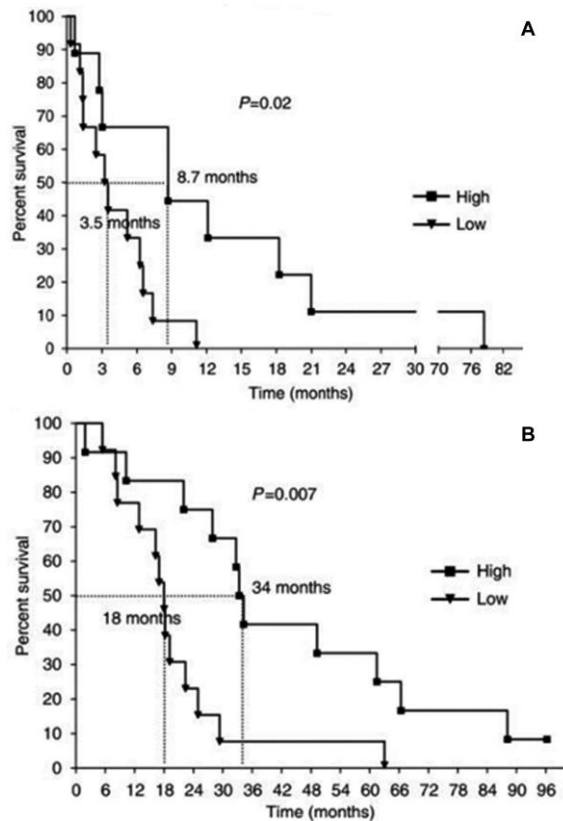 A
100
90
80
70
60
50
40
30
20
10
0
Percent survival
P=0.02
8.7 months
3.5 months
High
Low
0 3 6 9 12 15 18 21 24 27 30 70 78 82
Time (months)
B
100
90
80
70
60
50
40
30
20
10
0
Percent survival
P=0.007
34 months
18 months
High
Low
0 6 12 18 24 30 36 42 48 54 60 66 72 78 84 90 96
Time (months)